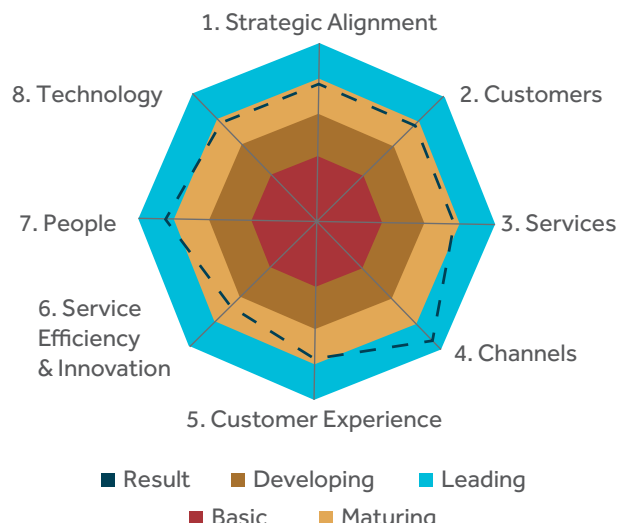 1. Strategic Alignment
8. Technology
2. Customers
7. People
3. Services
6. Service
Efficiency
& Innovation
4. Channels
5. Customer Experience
Result
Developing
Leading
Basic
Maturing